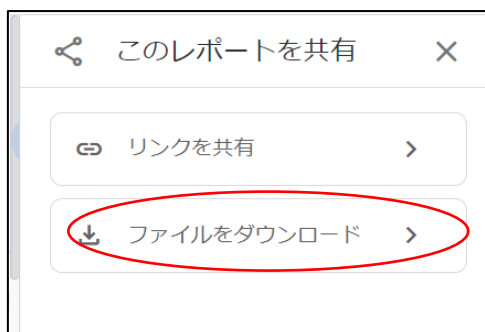 このレポートを共有
リンクを共有
ファイルをダウンロード